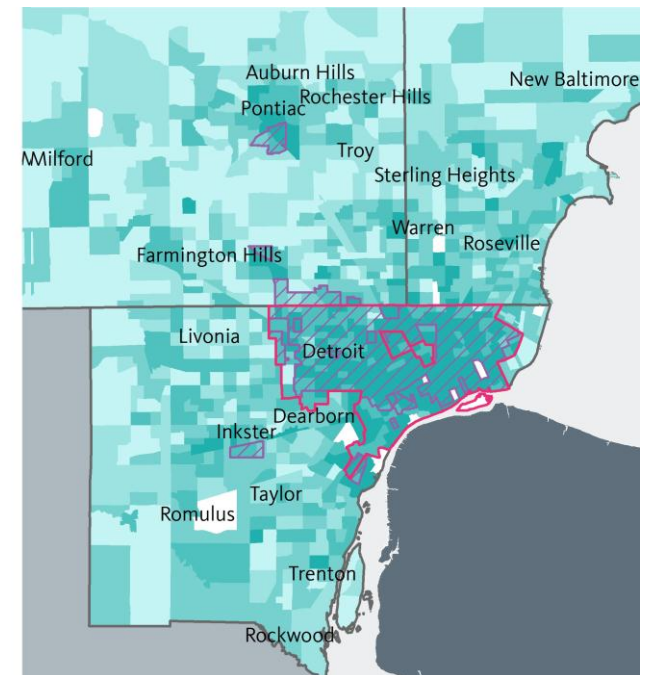 Auburn Hills
New Baltimore
Rochester Hills
Pontiac
Troy
MMilford
Sterling Heights
Warren
Roseville
Farmington Hills
Livonia
Detroit
Dearborn
Inkster
Taylor
Romulus
Trenton
Rockwood